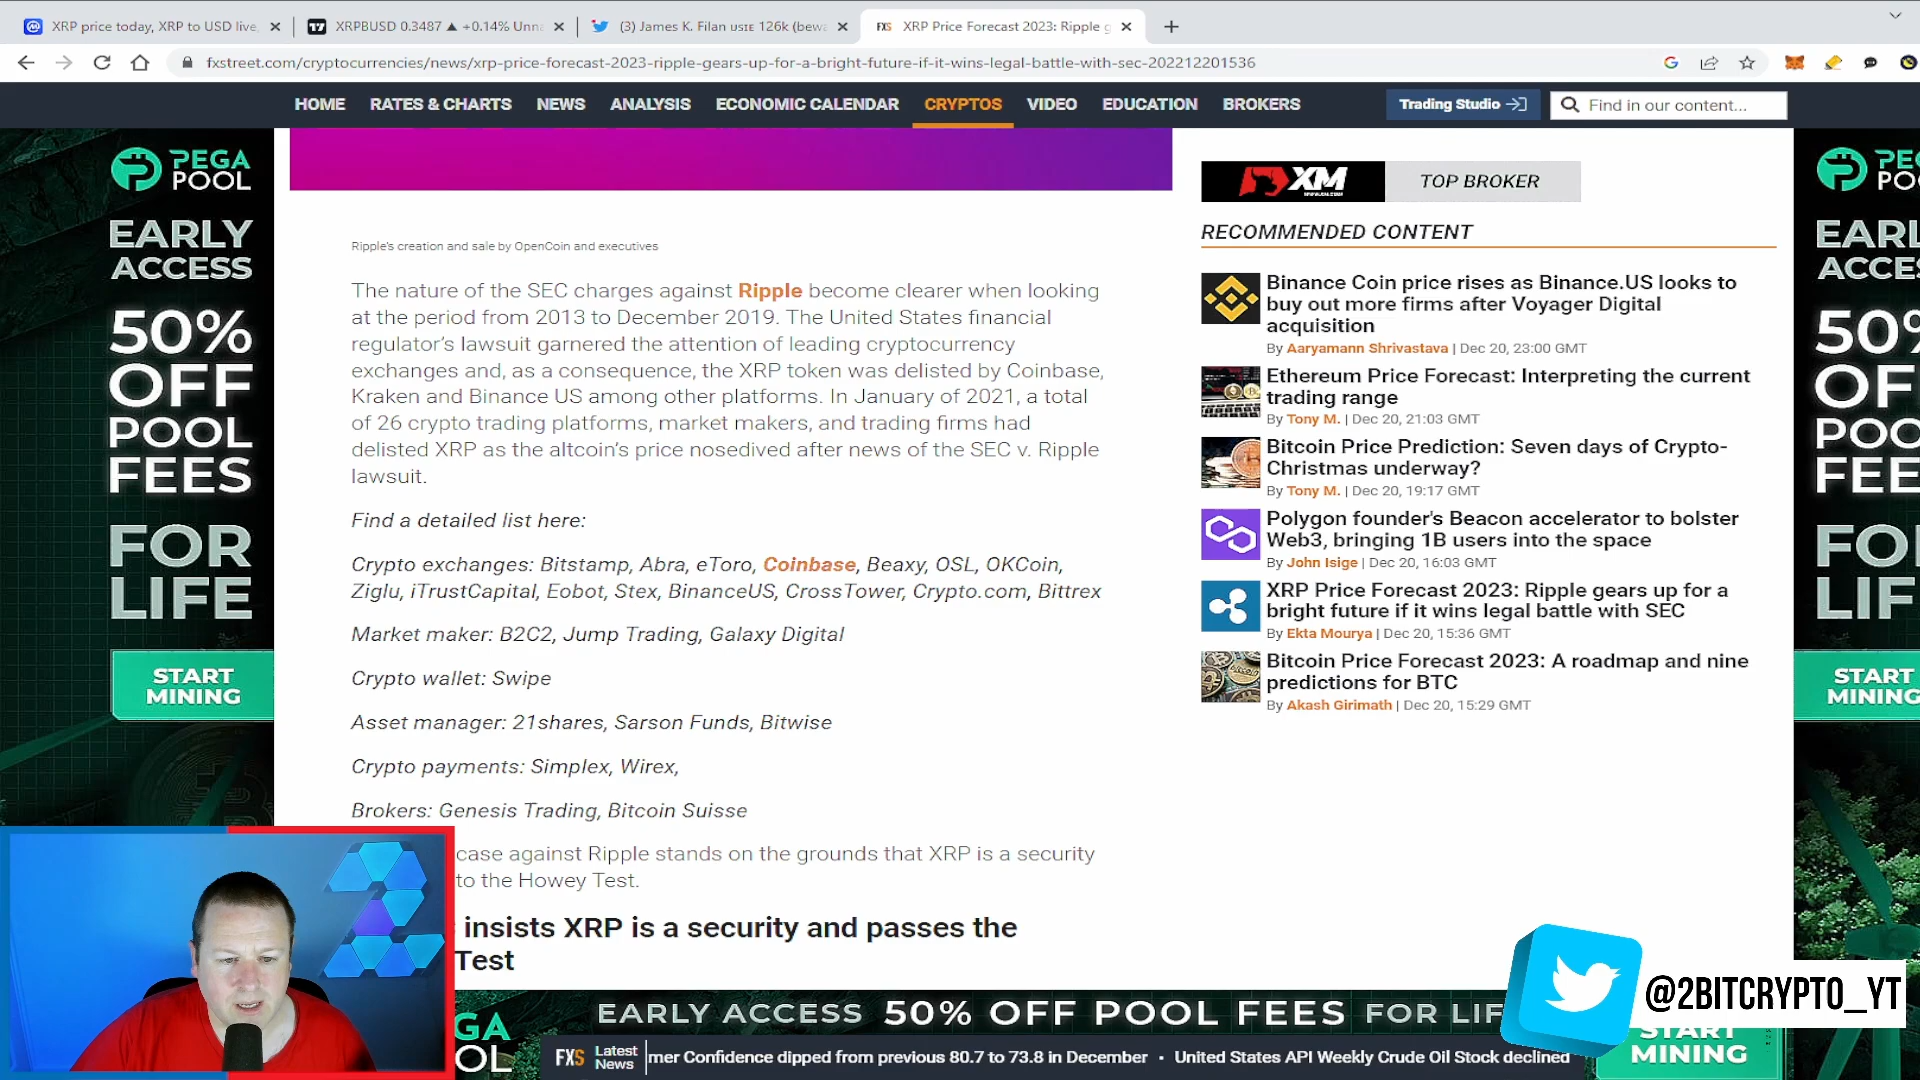 XRP price today, XRP to USD live,
XRPBUSD 0.3487 ▲ +0.14% Unn
(3) James K. Filan 🇺🇸🇮🇪 126k (bewa
FXS XRP Price Forecast 2023: Ripple g
fxstreet.com/cryptocurrencies/news/xrp-price-forecast-2023-ripple-gears-up-for-a-bright-future-if-it-wins-legal-battle-with-sec-202212201536
HOME RATES & CHARTS NEWS ANALYSIS ECONOMIC CALENDAR CRYPTOS VIDEO EDUCATION BROKERS
Trading Studio
Find in our content...
PEGA
POOL
EARLY
ACCESS
50%
OFF
POOL
FEES
FOR
LIFE
START
MINING
Ripple's creation and sale by OpenCoin and executives
The nature of the SEC charges against Ripple become clearer when looking
at the period from 2013 to December 2019. The United States financial
regulator's lawsuit garnered the attention of leading cryptocurrency
exchanges and, as a consequence, the XRP token was delisted by Coinbase,
Kraken and Binance US among other platforms. In January of 2021, a total
of 26 crypto trading platforms, market makers, and trading firms had
delisted XRP as the altcoin's price nosedived after news of the SEC v. Ripple
lawsuit.
Find a detailed list here:
Crypto exchanges: Bitstamp, Abra, eToro, Coinbase, Beaxy, OSL, OKCoin,
Ziglu, iTrustCapital, Eobot, Stex, BinanceUS, CrossTower, Crypto.com, Bittrex
Market maker: B2C2, Jump Trading, Galaxy Digital
Crypto wallet: Swipe
Asset manager: 21shares, Sarson Funds, Bitwise
Crypto payments: Simplex, Wirex,
Brokers: Genesis Trading, Bitcoin Suisse
case against Ripple stands on the grounds that XRP is a security
to the Howey Test.
insists XRP is a security and passes the
Test
XM TOP BROKER
RECOMMENDED CONTENT
Binance Coin price rises as Binance.US looks to
buy out more firms after Voyager Digital
acquisition
By Aaryamann Shrivastava | Dec 20, 23:00 GMT
Ethereum Price Forecast: Interpreting the current
trading range
By Tony M. | Dec 20, 21:03 GMT
Bitcoin Price Prediction: Seven days of Crypto-
Christmas underway?
By Tony M. | Dec 20, 19:17 GMT
Polygon founder's Beacon accelerator to bolster
Web3, bringing 1B users into the space
By John Isige | Dec 20, 16:03 GMT
XRP Price Forecast 2023: Ripple gears up for a
bright future if it wins legal battle with SEC
By Ekta Mourya | Dec 20, 15:36 GMT
Bitcoin Price Forecast 2023: A roadmap and nine
predictions for BTC
By Akash Girimath | Dec 20, 15:29 GMT
PE
PO
EARL
ACCE
50
OF
POO
FEE
FO
LIF
START
MINING
@2BITCRYPTO_YT
GA
OL
EARLY ACCESS 50% OFF POOL FEES FOR LIF
START
MINING
FXS Latest
News
mer Confidence dipped from previous 80.7 to 73.8 in December • United States API Weekly Crude Oil Stock declined